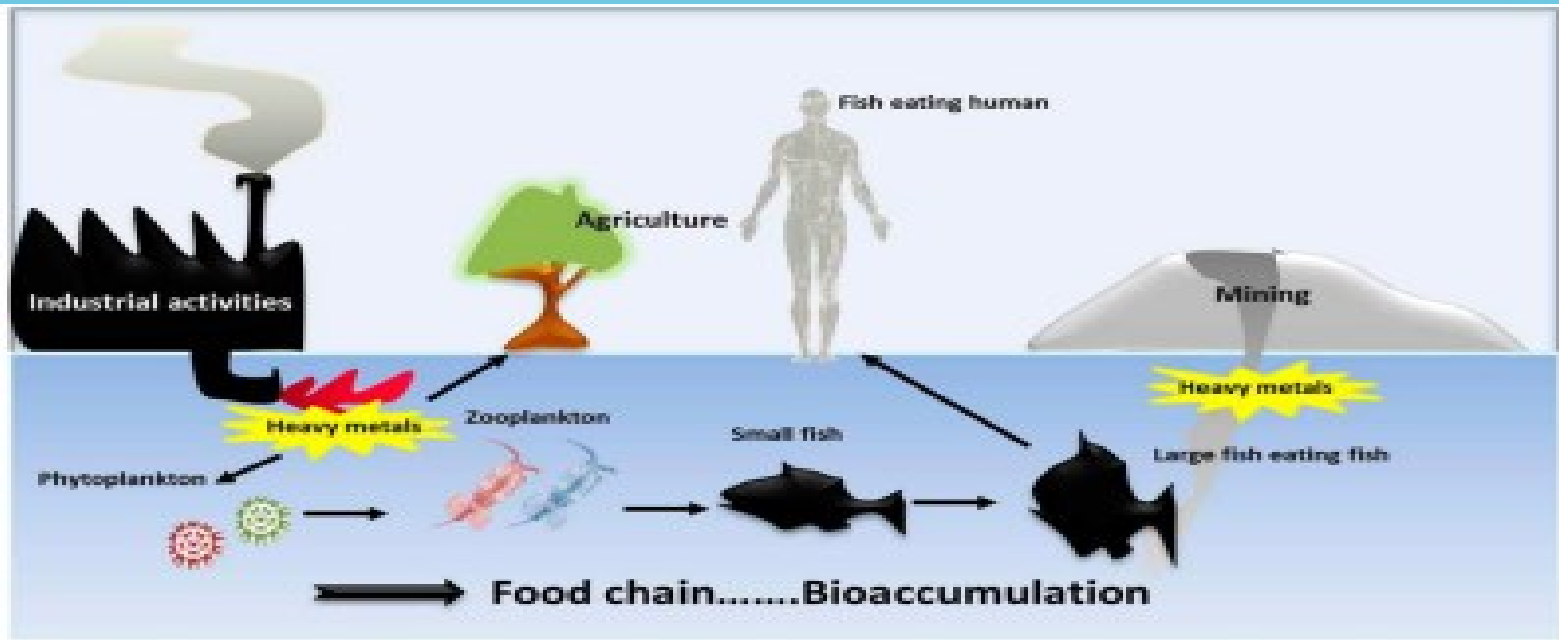 Fish eating human
Agriculture
Industrial activities
Mining
Heavy metals
Heavy metals
Zooplankton
Small fish
Large fish eating fish
Phytoplankton
Food chain.......Bioaccumulation